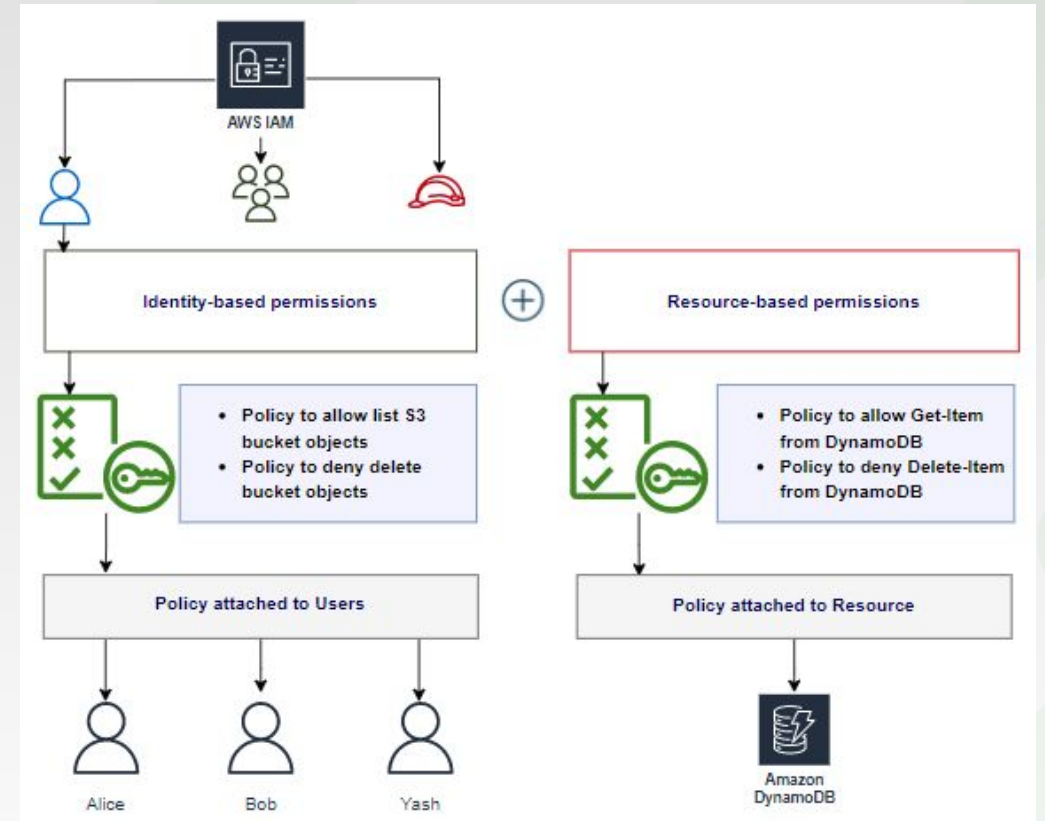 AWS IAM
Identity-based permissions
Resource-based permissions
• Policy to allow list S3
bucket objects
• Policy to deny delete
bucket objects
• Policy to allow Get-Item
from DynamoDB
• Policy to deny Delete-Item
from DynamoDB
Policy attached to Users
Policy attached to Resource
Alice
Bob
Yash
Amazon
DynamoDB